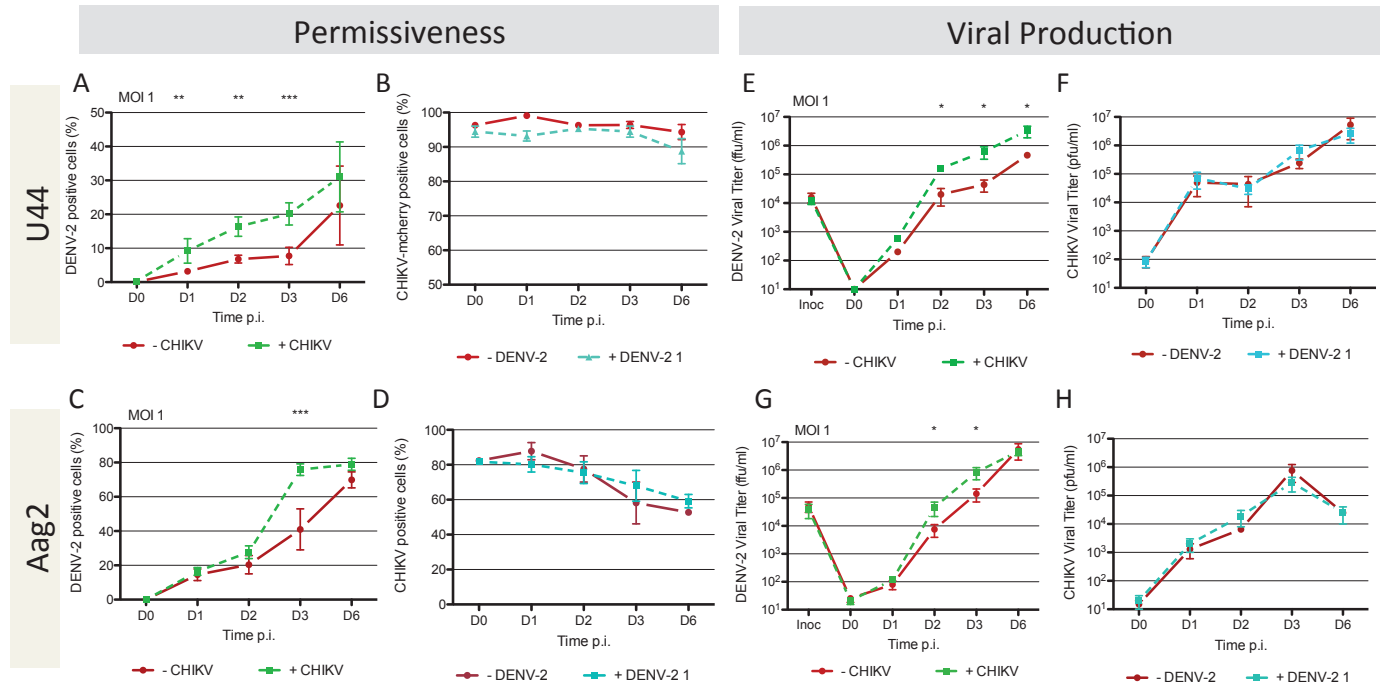 Permissiveness
Viral Production
U44
A
MOI 1
**
**
***
DENV-2 positive cells (%)
50
40
30
20
10
0
D0 D1 D2 D3 D6
Time p.i.
- CHIKV + CHIKV
B
CHIKV-mcherry positive cells (%)
100
90
80
70
60
50
D0 D1 D2 D3 D6
Time p.i.
- DENV-2 + DENV-2 1
E
MOI 1
*
*
*
DENV-2 Viral Titer (ffu/ml)
10⁷
10⁶
10⁵
10⁴
10³
10²
10¹
Inoc D0 D1 D2 D3 D6
Time p.i.
- CHIKV + CHIKV
F
CHIKV Viral Titer (pfu/ml)
10⁷
10⁶
10⁵
10⁴
10³
10²
10¹
D0 D1 D2 D3 D6
Time p.i.
- DENV-2 + DENV-2 1
Aag2
C
MOI 1
***
DENV-2 positive cells (%)
100
80
60
40
20
0
D0 D1 D2 D3 D6
Time p.i.
- CHIKV + CHIKV
D
CHIKV positive cells (%)
100
80
60
40
20
0
D0 D1 D2 D3 D6
Time p.i.
- DENV-2 + DENV-2 1
G
MOI 1
*
*
DENV-2 Viral Titer (ffu/ml)
10⁷
10⁶
10⁵
10⁴
10³
10²
10¹
Inoc D0 D1 D2 D3 D6
Time p.i.
- CHIKV + CHIKV
H
CHIKV Viral Titer (pfu/ml)
10⁷
10⁶
10⁵
10⁴
10³
10²
10¹
D0 D1 D2 D3 D6
Time p.i.
- DENV-2 + DENV-2 1